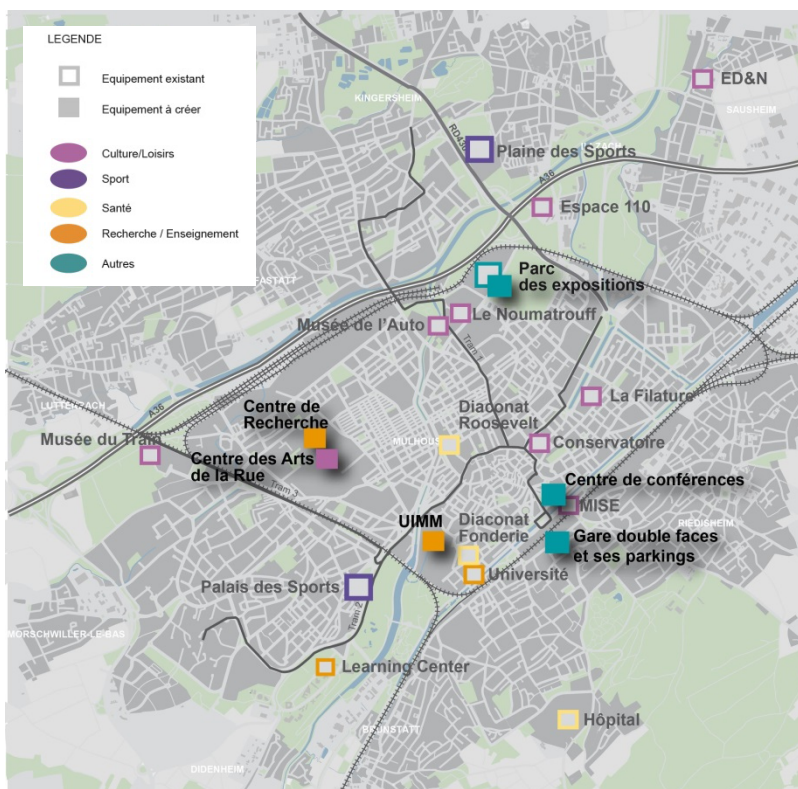 LEGENDE
Equipement existant
Equipement à créer
Culture/Loisirs
Sport
Santé
Recherche / Enseignement
Autres
KINGERSHEIM
ED&N
SAUSHEIM
RD430
Plaine des Sports
ILLZACH
A36
Espace 110
Parc
des expositions
Le Noumatrouff
Musée de l'Auto
Tram 1
LUTTERBACH
A36
Centre de
Recherche
Musée du Train
Centre des Arts
de la Rue
Tram 3
La Filature
Diaconat
Roosevelt
MULHOUSE
Conservatoire
Centre de conférences
MISE
RIEDISHEIM
UIMM
Diaconat
Fonderie
Gare double faces
et ses parkings
Université
Palais des Sports
Tram 2
MORSCHWILLER-LE-BAS
Learning Center
Hôpital
BRUNSTATT
DIDENHEIM